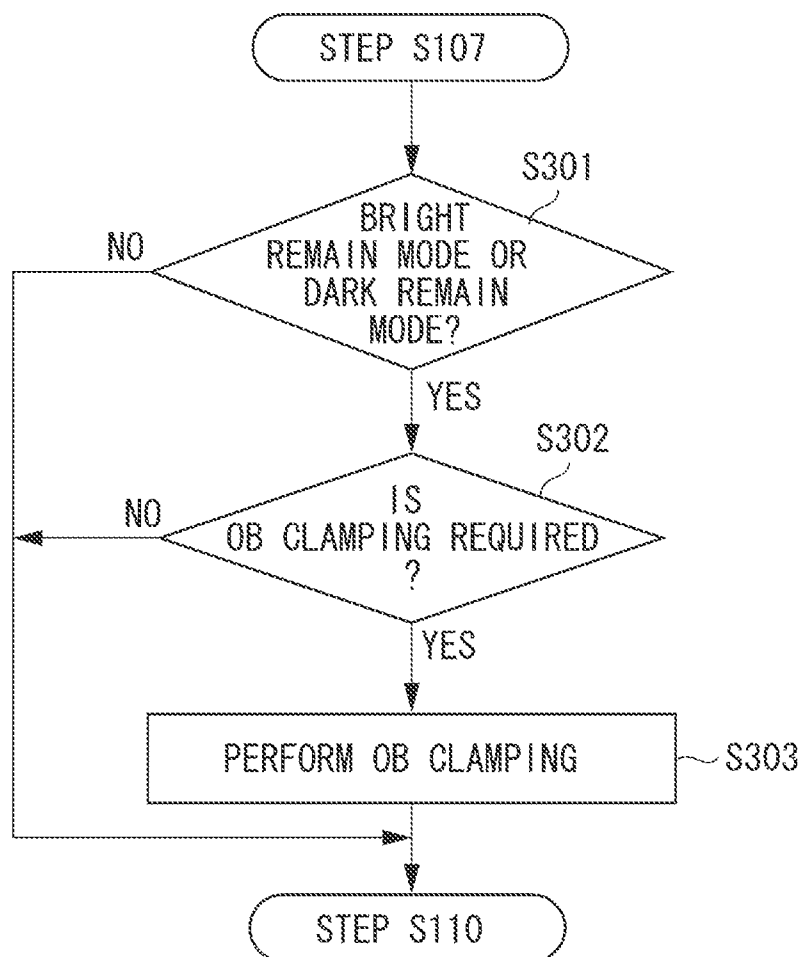 STEP S107
S301
BRIGHT
REMAIN MODE OR
DARK REMAIN
MODE?
NO
YES
S302
IS
OB CLAMPING REQUIRED
?
NO
YES
PERFORM OB CLAMPING
S303
STEP S110